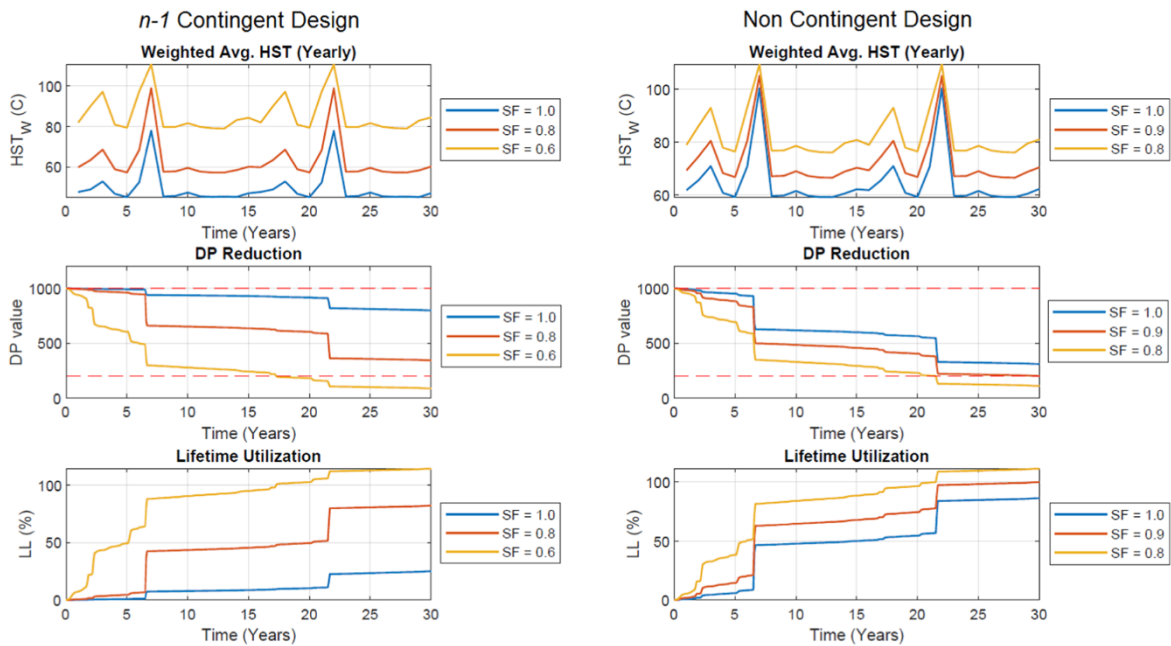 n-1 Contingent Design
Weighted Avg. HST (Yearly)
HSTW (C)
100
80
60
0 5 10 15 20 25 30
Time (Years)
SF = 1.0
SF = 0.8
SF = 0.6
DP Reduction
DP value
1000
500
0
0 5 10 15 20 25 30
Time (Years)
SF = 1.0
SF = 0.8
SF = 0.6
Lifetime Utilization
LL (%)
100
50
0
0 5 10 15 20 25 30
Time (Years)
SF = 1.0
SF = 0.8
SF = 0.6
Non Contingent Design
Weighted Avg. HST (Yearly)
HSTW (C)
100
80
60
0 5 10 15 20 25 30
Time (Years)
SF = 1.0
SF = 0.9
SF = 0.8
DP Reduction
DP value
1000
500
0
0 5 10 15 20 25 30
Time (Years)
SF = 1.0
SF = 0.9
SF = 0.8
Lifetime Utilization
LL (%)
100
50
0
0 5 10 15 20 25 30
Time (Years)
SF = 1.0
SF = 0.9
SF = 0.8